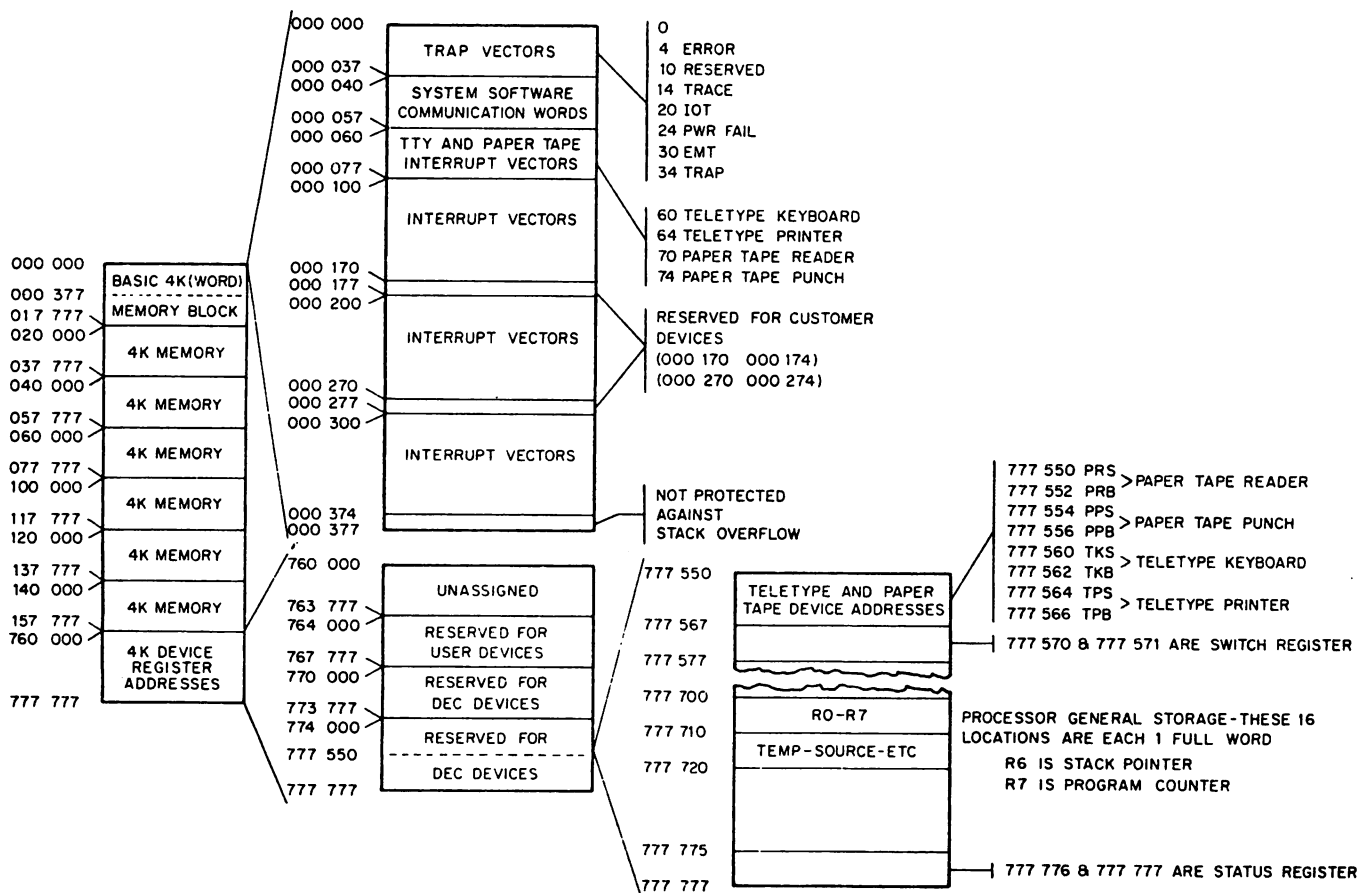 000 000
000 377
017 777
020 000
037 777
040 000
057 777
060 000
077 777
100 000
117 777
120 000
137 777
140 000
157 777
760 000
777 777
BASIC 4K(WORD)
MEMORY BLOCK
4K MEMORY
4K MEMORY
4K MEMORY
4K MEMORY
4K MEMORY
4K MEMORY
4K DEVICE
REGISTER
ADDRESSES
000 000
000 037
000 040
000 057
000 060
000 077
000 100
000 170
000 177
000 200
000 270
000 277
000 300
000 374
000 377
TRAP VECTORS
SYSTEM SOFTWARE
COMMUNICATION WORDS
TTY AND PAPER TAPE
INTERRUPT VECTORS
INTERRUPT VECTORS
INTERRUPT VECTORS
INTERRUPT VECTORS
0
4 ERROR
10 RESERVED
14 TRACE
20 IOT
24 PWR FAIL
30 EMT
34 TRAP
60 TELETYPE KEYBOARD
64 TELETYPE PRINTER
70 PAPER TAPE READER
74 PAPER TAPE PUNCH
RESERVED FOR CUSTOMER
DEVICES
(000 170 000 174)
(000 270 000 274)
NOT PROTECTED
AGAINST
STACK OVERFLOW
760 000
763 777
764 000
767 777
770 000
773 777
774 000
777 550
777 777
UNASSIGNED
RESERVED FOR
USER DEVICES
RESERVED FOR
DEC DEVICES
RESERVED FOR
DEC DEVICES
777 550
777 567
777 577
777 700
777 710
777 720
777 775
777 777
TELETYPE AND PAPER
TAPE DEVICE ADDRESSES
RO-R7
TEMP-SOURCE-ETC
777 550 PRS
777 552 PRB
>PAPER TAPE READER
777 554 PPS
777 556 PPB
>PAPER TAPE PUNCH
777 560 TKS
777 562 TKB
> TELETYPE KEYBOARD
777 564 TPS
777 566 TPB
> TELETYPE PRINTER
777 570 & 777 571 ARE SWITCH REGISTER
PROCESSOR GENERAL STORAGE-THESE 16
LOCATIONS ARE EACH 1 FULL WORD
R6 IS STACK POINTER
R7 IS PROGRAM COUNTER
777 776 & 777 777 ARE STATUS REGISTER